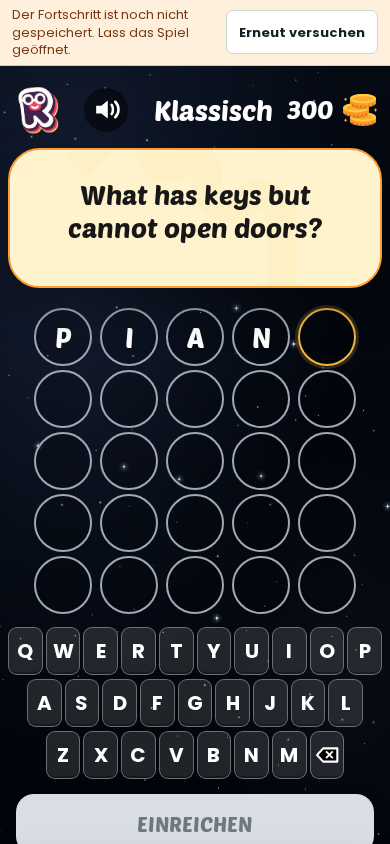 Der Fortschritt ist noch nicht
gespeichert. Lass das Spiel
geöffnet.
Erneut versuchen
R
Klassisch 300
What has keys but
cannot open doors?
P I A N
Q W E R T Y U I O P
A S D F G H J K L
Z X C V B N M
EINREICHEN